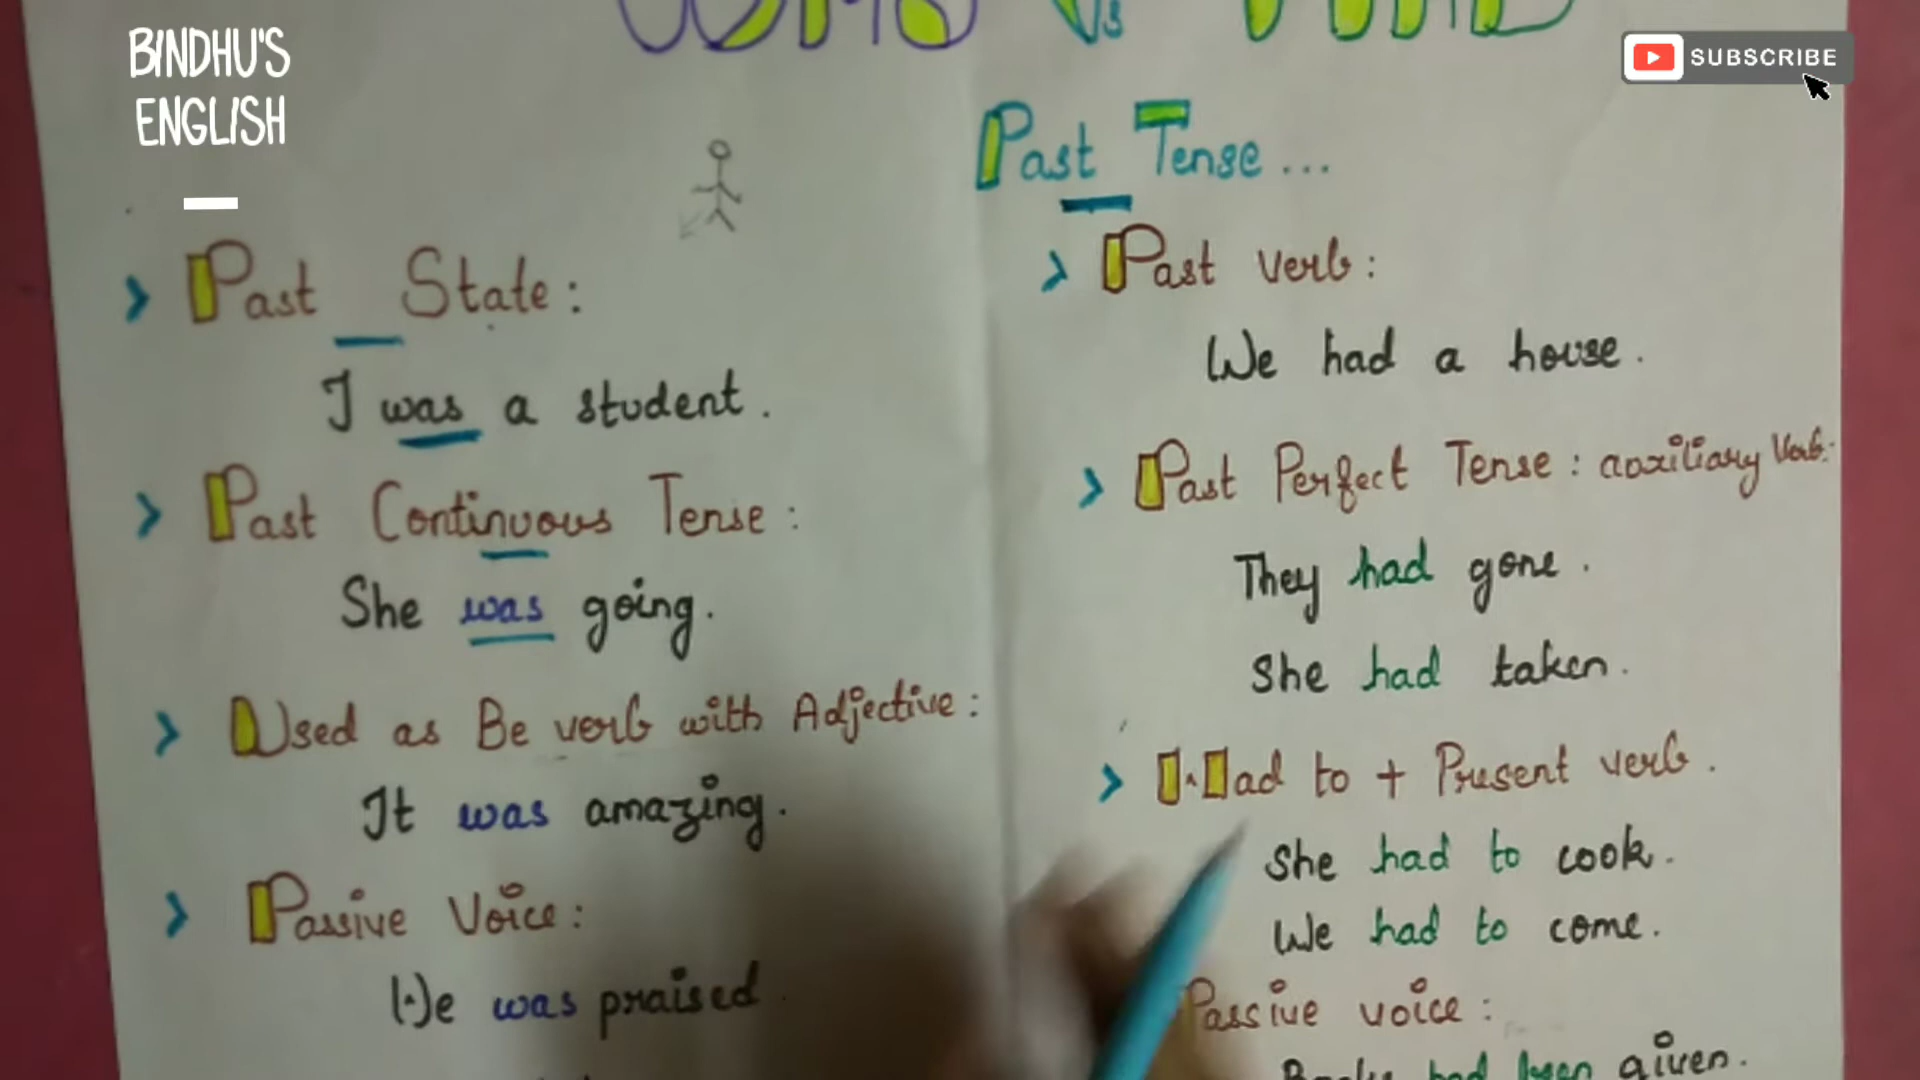 BINDHU'S
ENGLISH
SUBSCRIBE
Vs
Past Tense...
> Past State:
I was a student.
> Past Continuous Tense:
She was going.
> Used as Be verb with Adjective:
It was amazing.
> Passive Voice:
He was praised
> Past verb:
We had a house.
> Past Perfect Tense: auxiliary Verb:
They had gone.
She had taken.
> Had to + Present verb.
She had to cook.
We had to come.
Passive voice:
had been given.